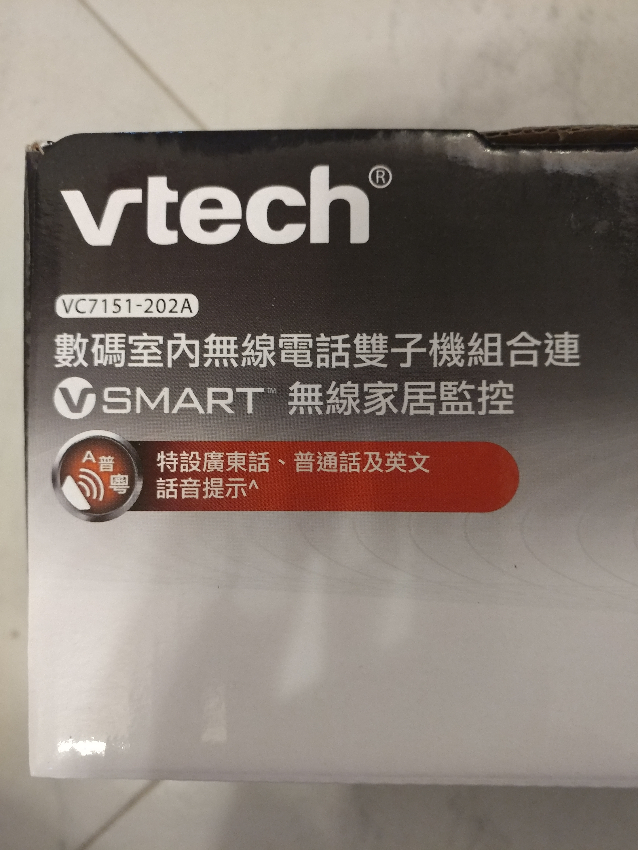 vtech®
VC7151-202A
數碼室內無線電話雙子機組合連
VSMART™ 無線家居監控
A普粵
特設廣東話、普通話及英文
話音提示^